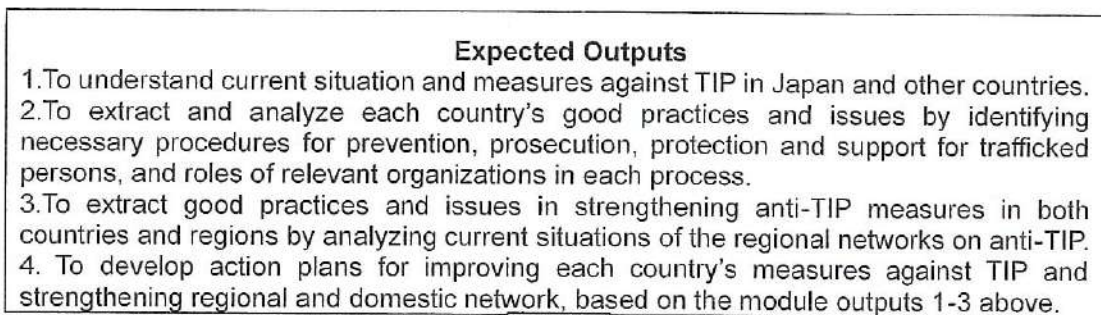 Expected Outputs
1.To understand current situation and measures against TIP in Japan and other countries.
2.To extract and analyze each country's good practices and issues by identifying
necessary procedures for prevention, prosecution, protection and support for trafficked
persons, and roles of relevant organizations in each process.
3.To extract good practices and issues in strengthening anti-TIP measures in both
countries and regions by analyzing current situations of the regional networks on anti-TIP.
4. To develop action plans for improving each country's measures against TIP and
strengthening regional and domestic network, based on the module outputs 1-3 above.